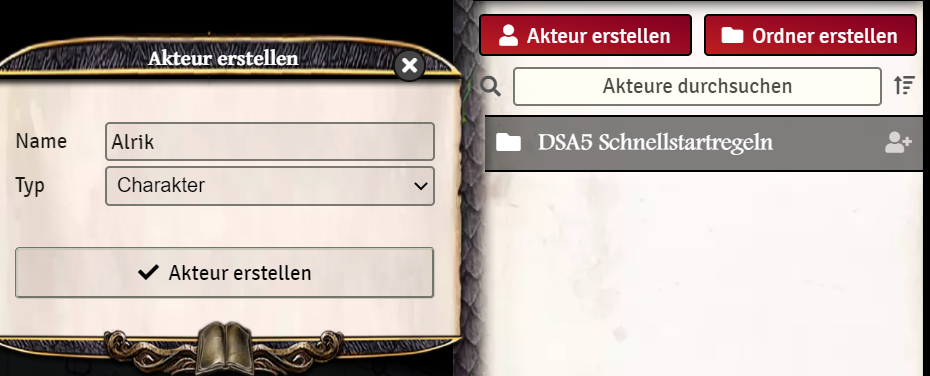 Akteur erstellen
Name
Alrik
Typ
Charakter
Akteur erstellen
Akteur erstellen
Ordner erstellen
Akteure durchsuchen
DSA5 Schnellstartregeln